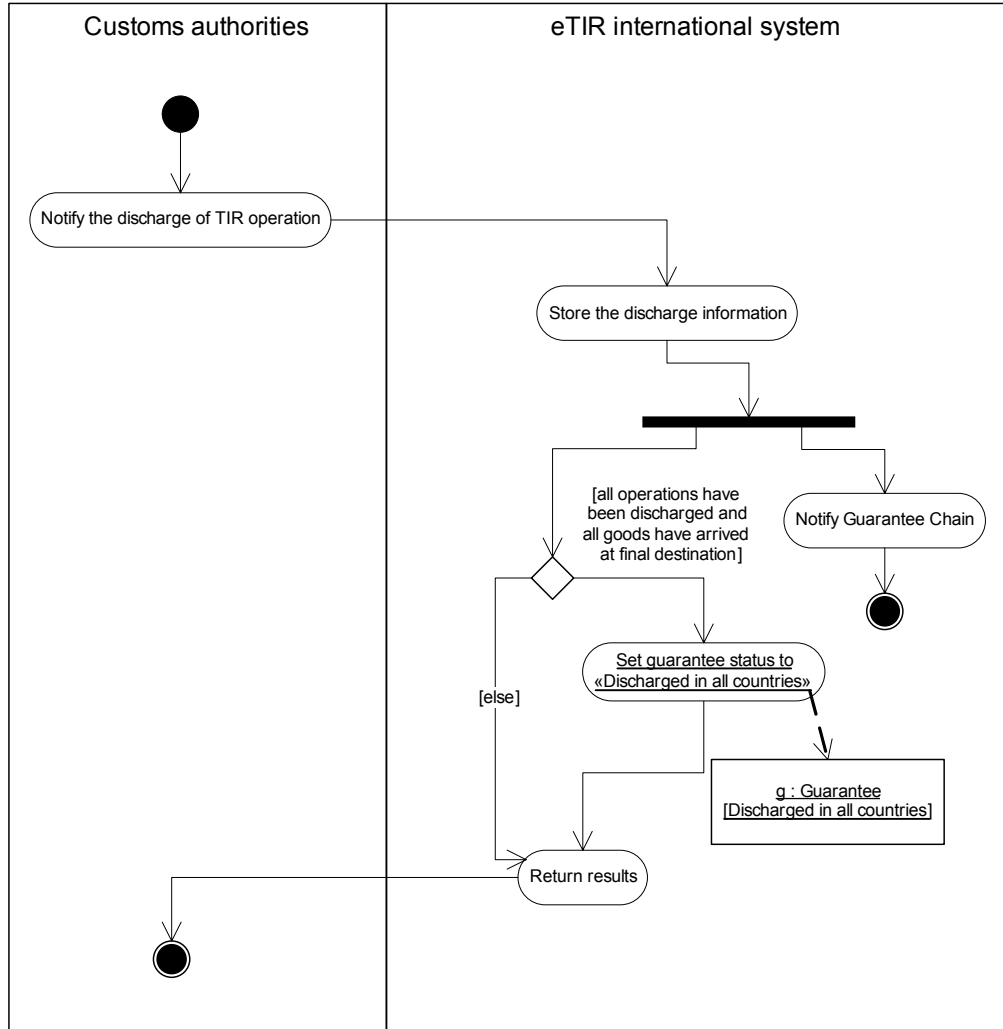 Customs authorities
eTIR international system
Notify the discharge of TIR operation
Store the discharge information
[all operations have
been discharged and
all goods have arrived
at final destination]
Notify Guarantee Chain
Set guarantee status to
«Discharged in all countries»
[else]
g : Guarantee
[Discharged in all countries]
Return results